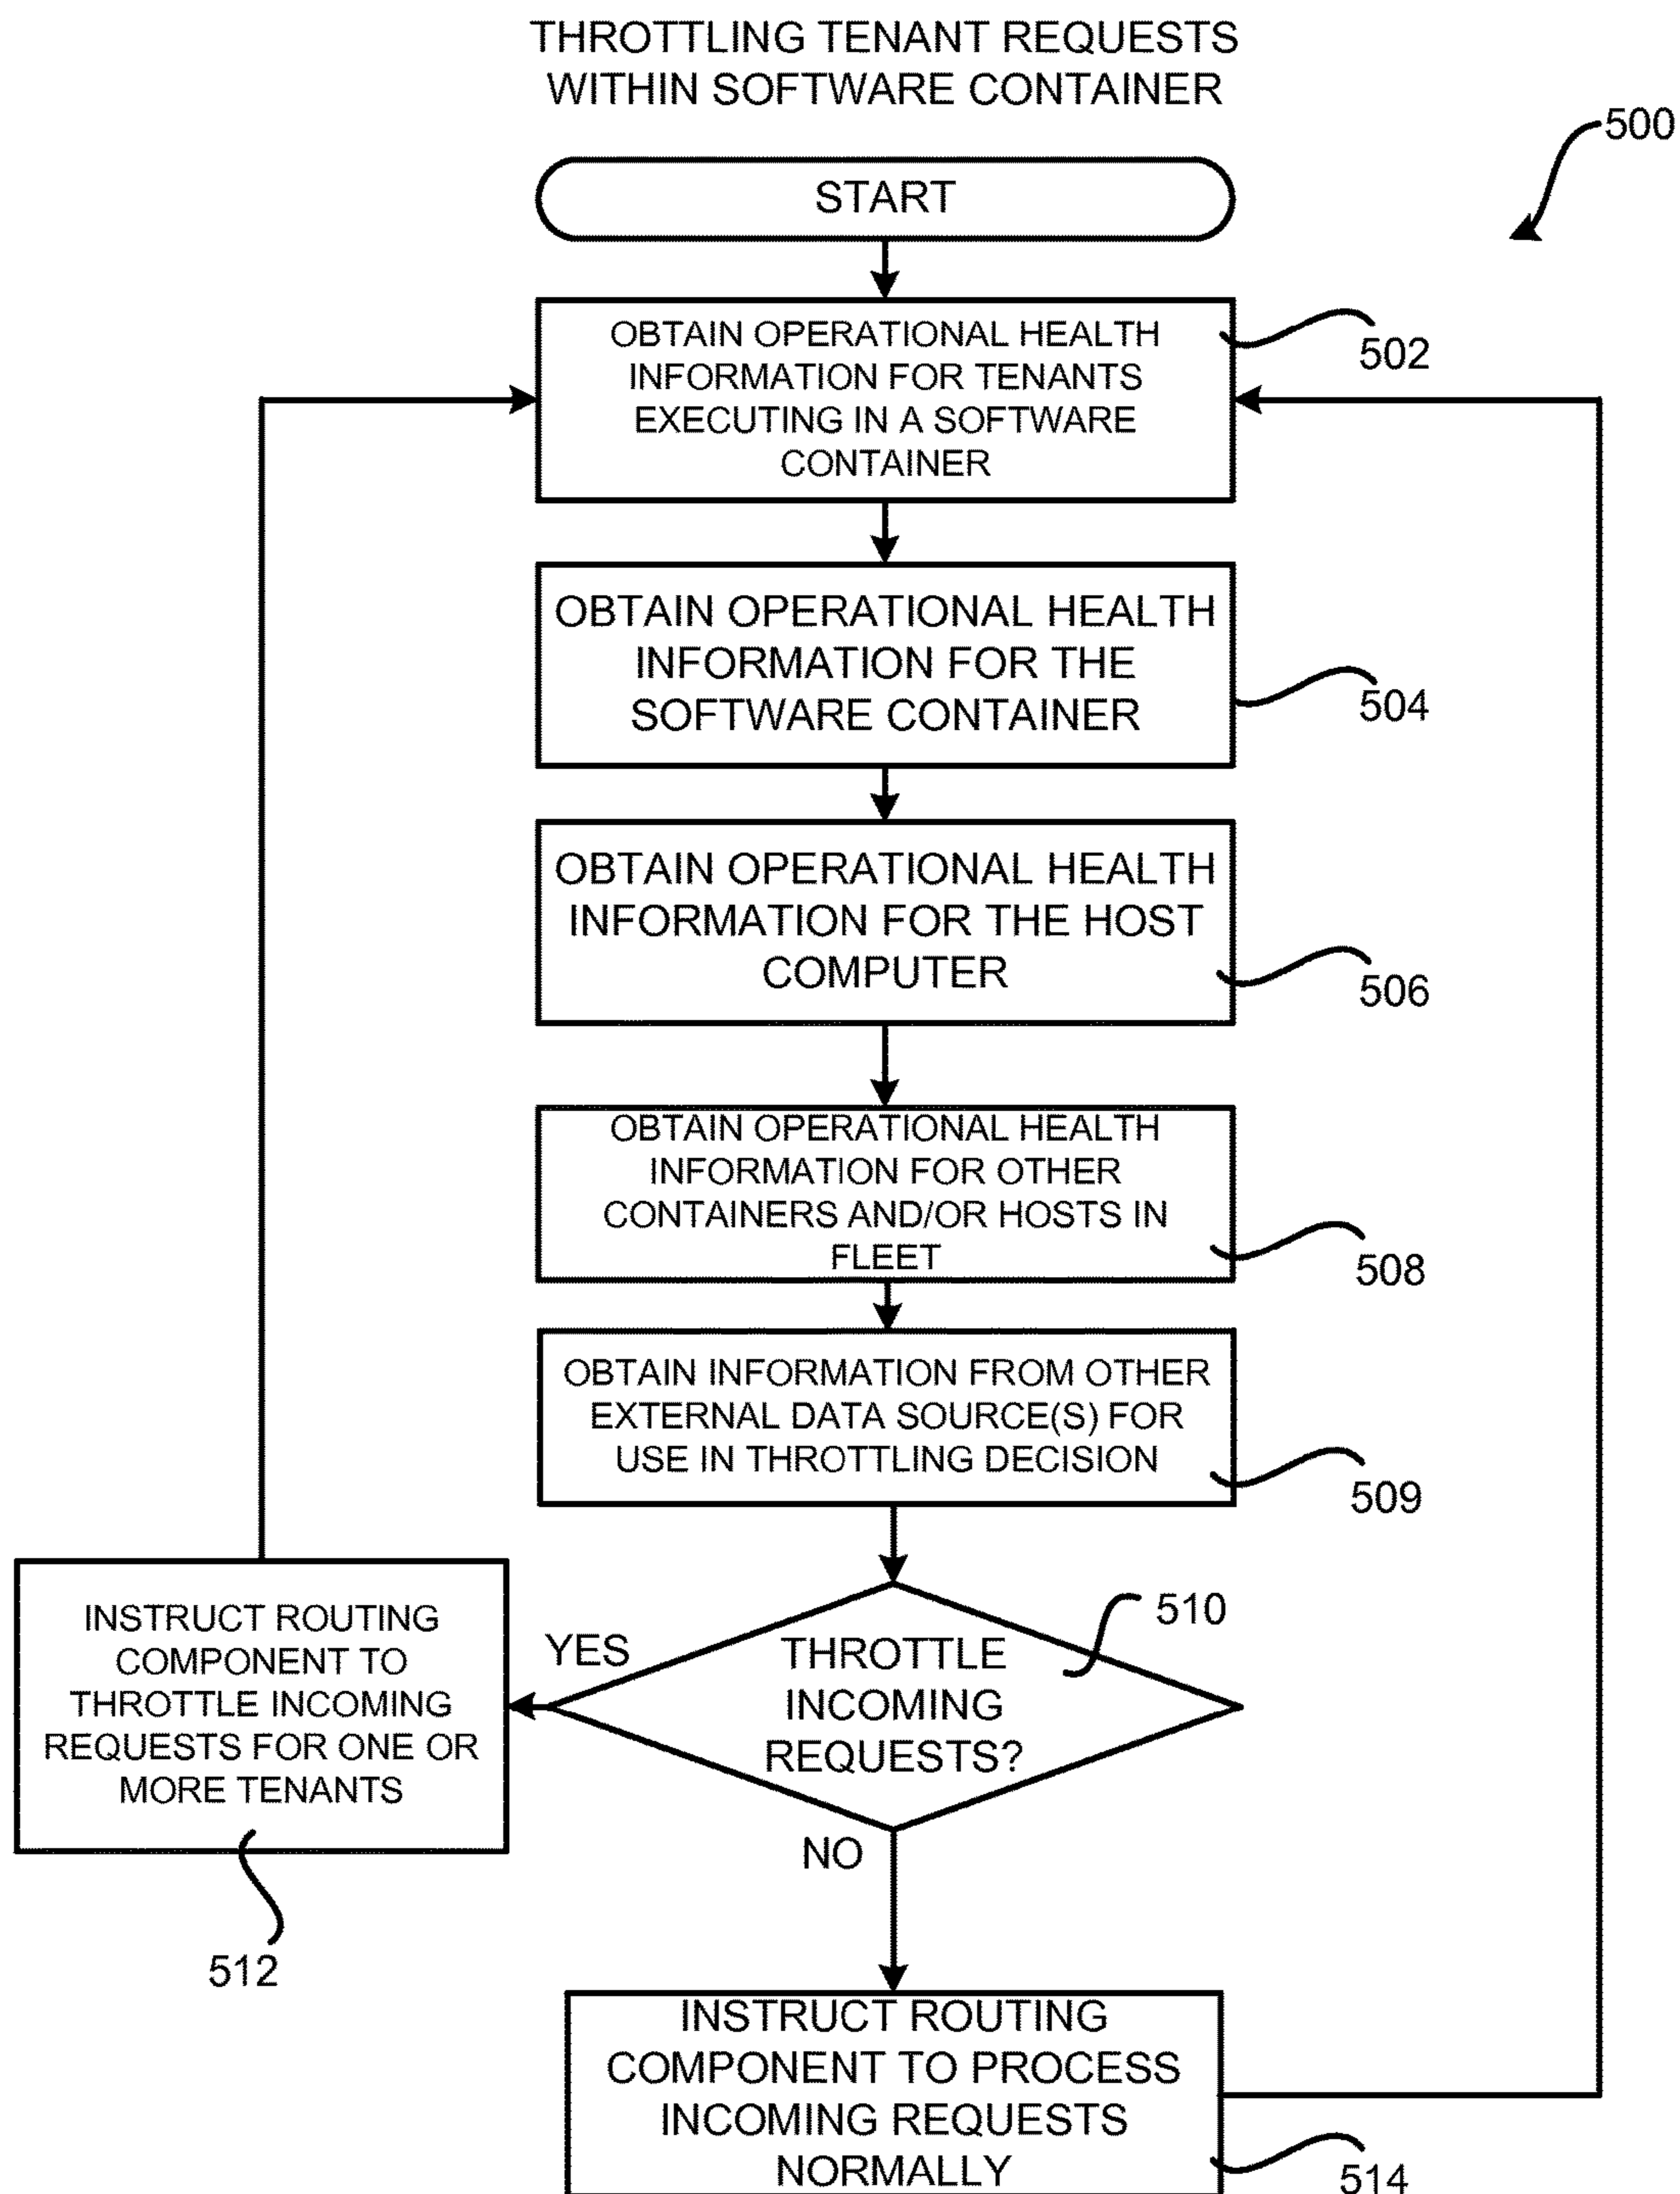 THROTTLING TENANT REQUESTS
WITHIN SOFTWARE CONTAINER
500
START
OBTAIN OPERATIONAL HEALTH
INFORMATION FOR TENANTS
EXECUTING IN A SOFTWARE
CONTAINER
502
OBTAIN OPERATIONAL HEALTH
INFORMATION FOR THE
SOFTWARE CONTAINER
504
OBTAIN OPERATIONAL HEALTH
INFORMATION FOR THE HOST
COMPUTER
506
OBTAIN OPERATIONAL HEALTH
INFORMATION FOR OTHER
CONTAINERS AND/OR HOSTS IN
FLEET
508
OBTAIN INFORMATION FROM OTHER
EXTERNAL DATA SOURCE(S) FOR
USE IN THROTTLING DECISION
509
THROTTLE
INCOMING
REQUESTS?
510
YES
INSTRUCT ROUTING
COMPONENT TO
THROTTLE INCOMING
REQUESTS FOR ONE OR
MORE TENANTS
512
NO
INSTRUCT ROUTING
COMPONENT TO PROCESS
INCOMING REQUESTS
NORMALLY
514